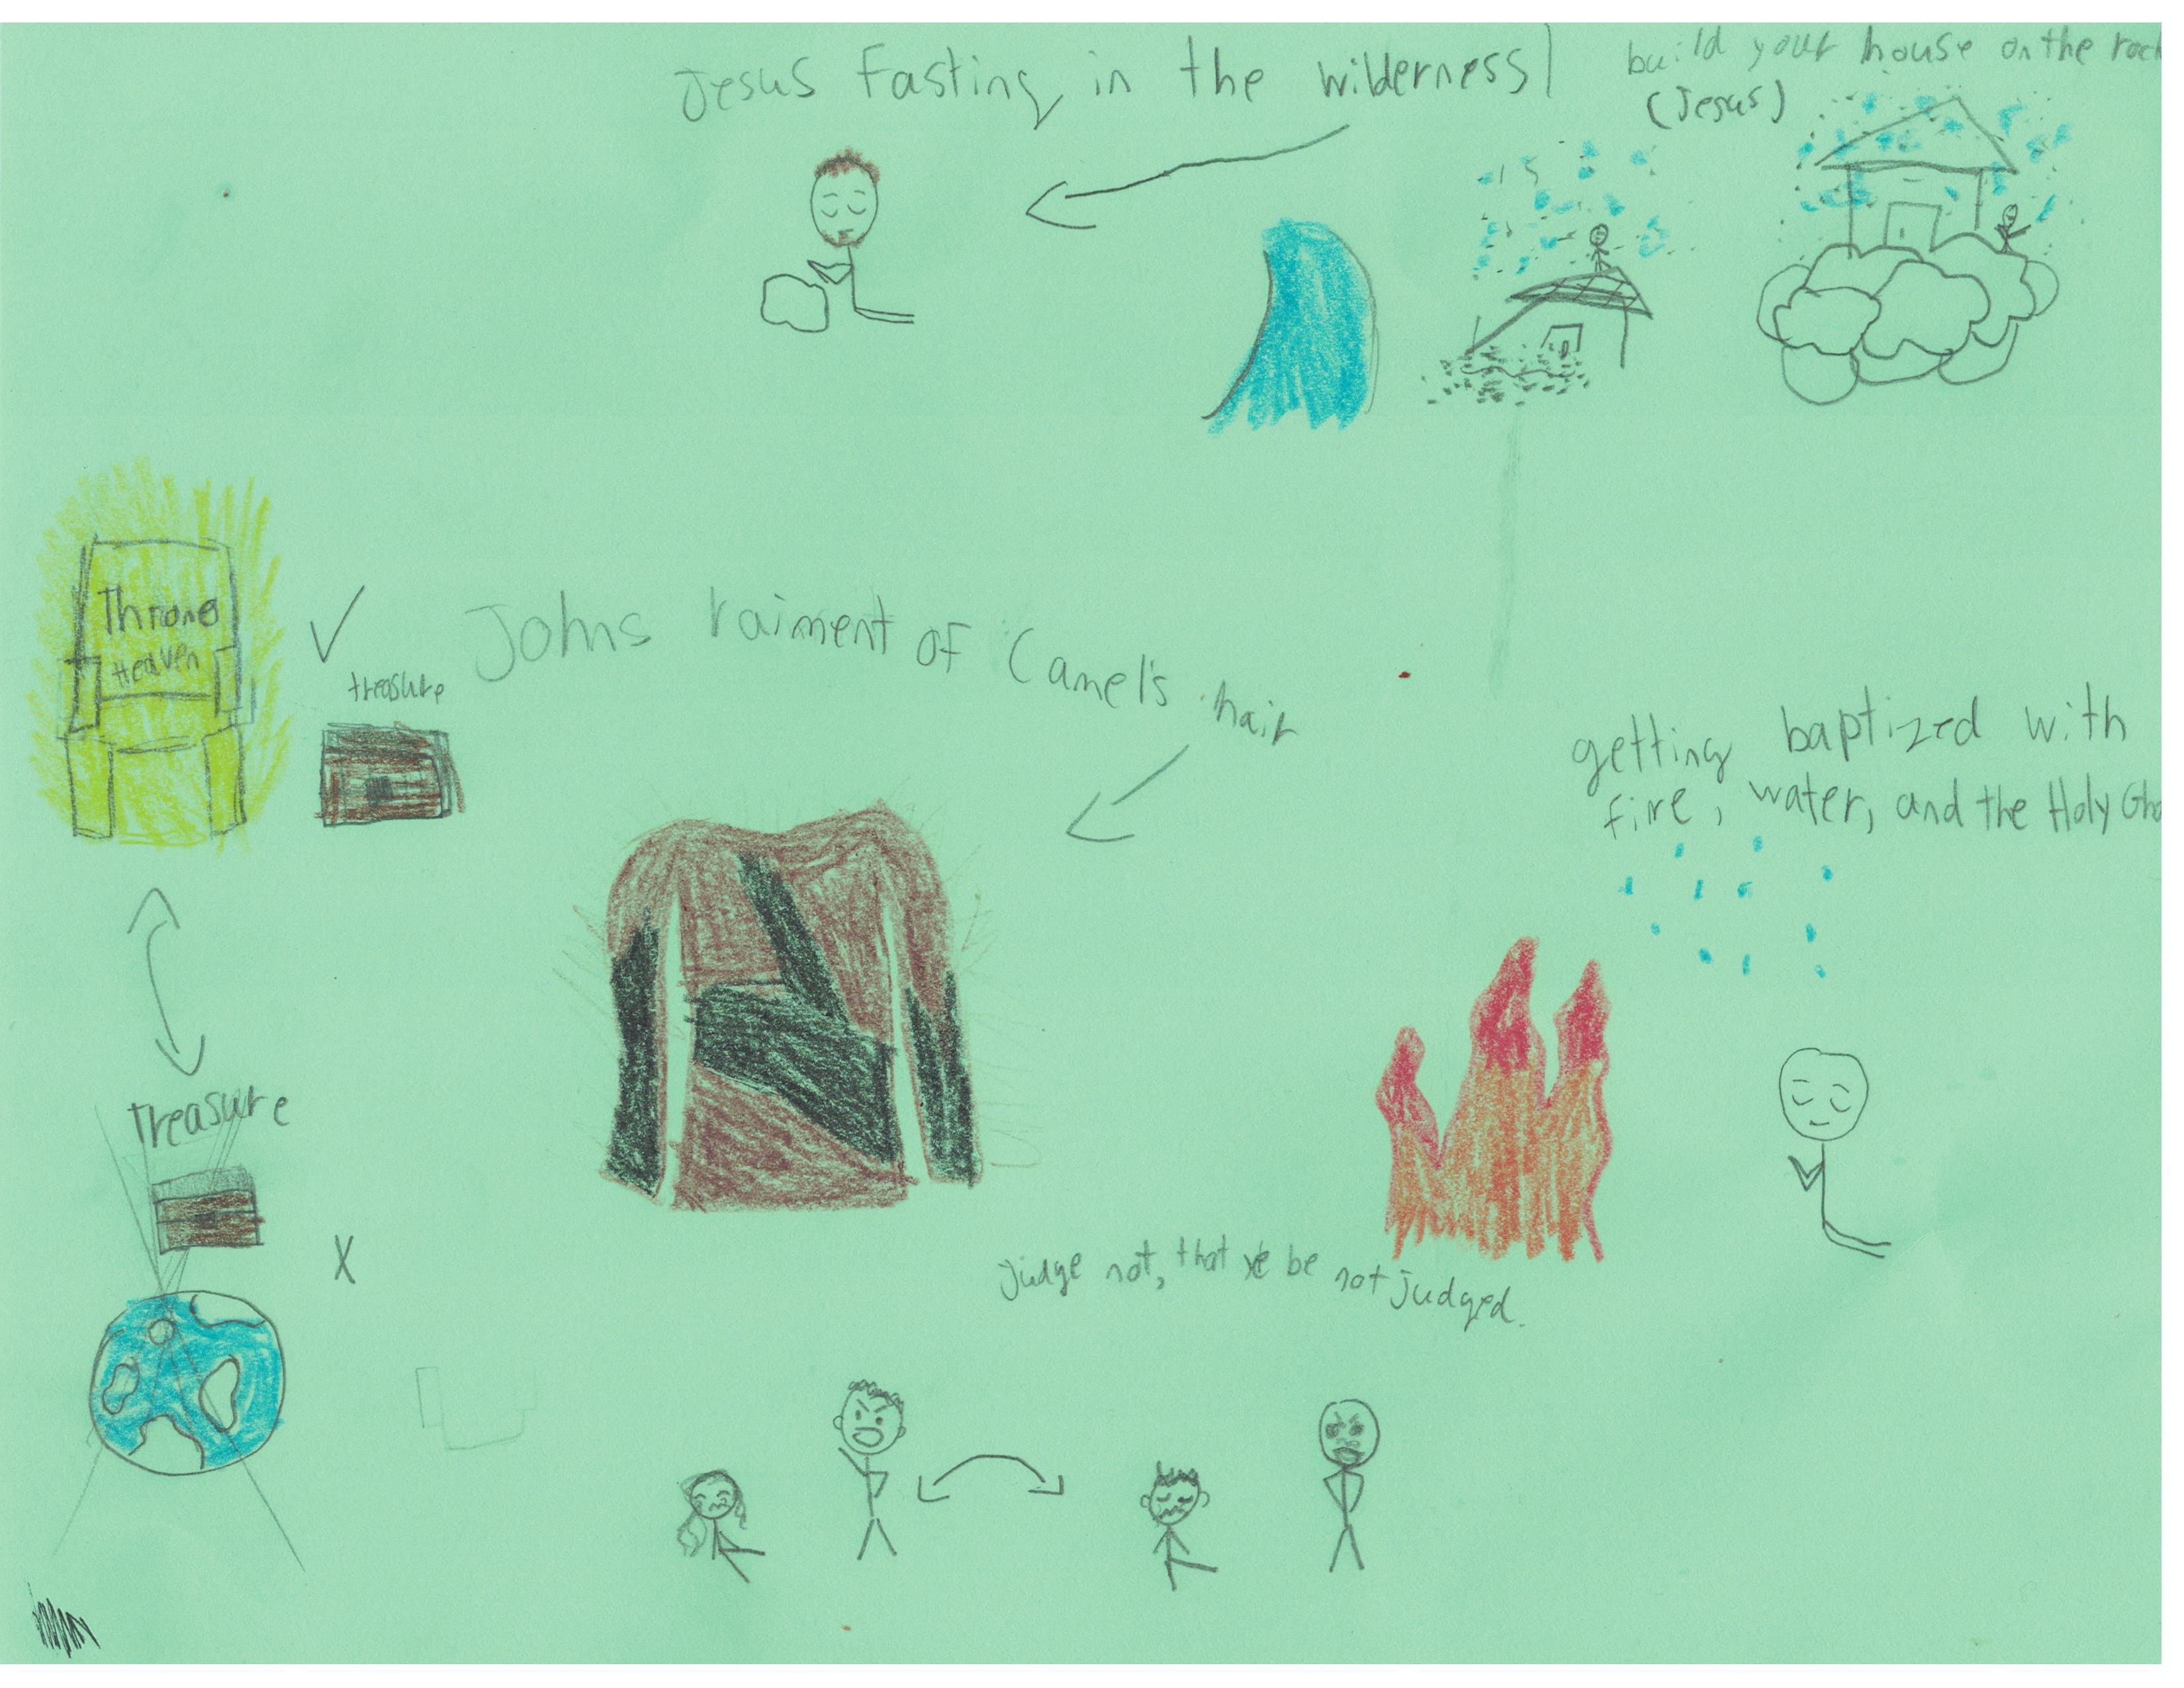 Jesus Fasting in the wilderness
build your house on the rock
(Jesus)
Throne
Heaven
treasure
Johns raiment of Camel's hair
getting baptized with
fire, water, and the Holy Gho
Treasure
X
judge not, that ye be not judged.